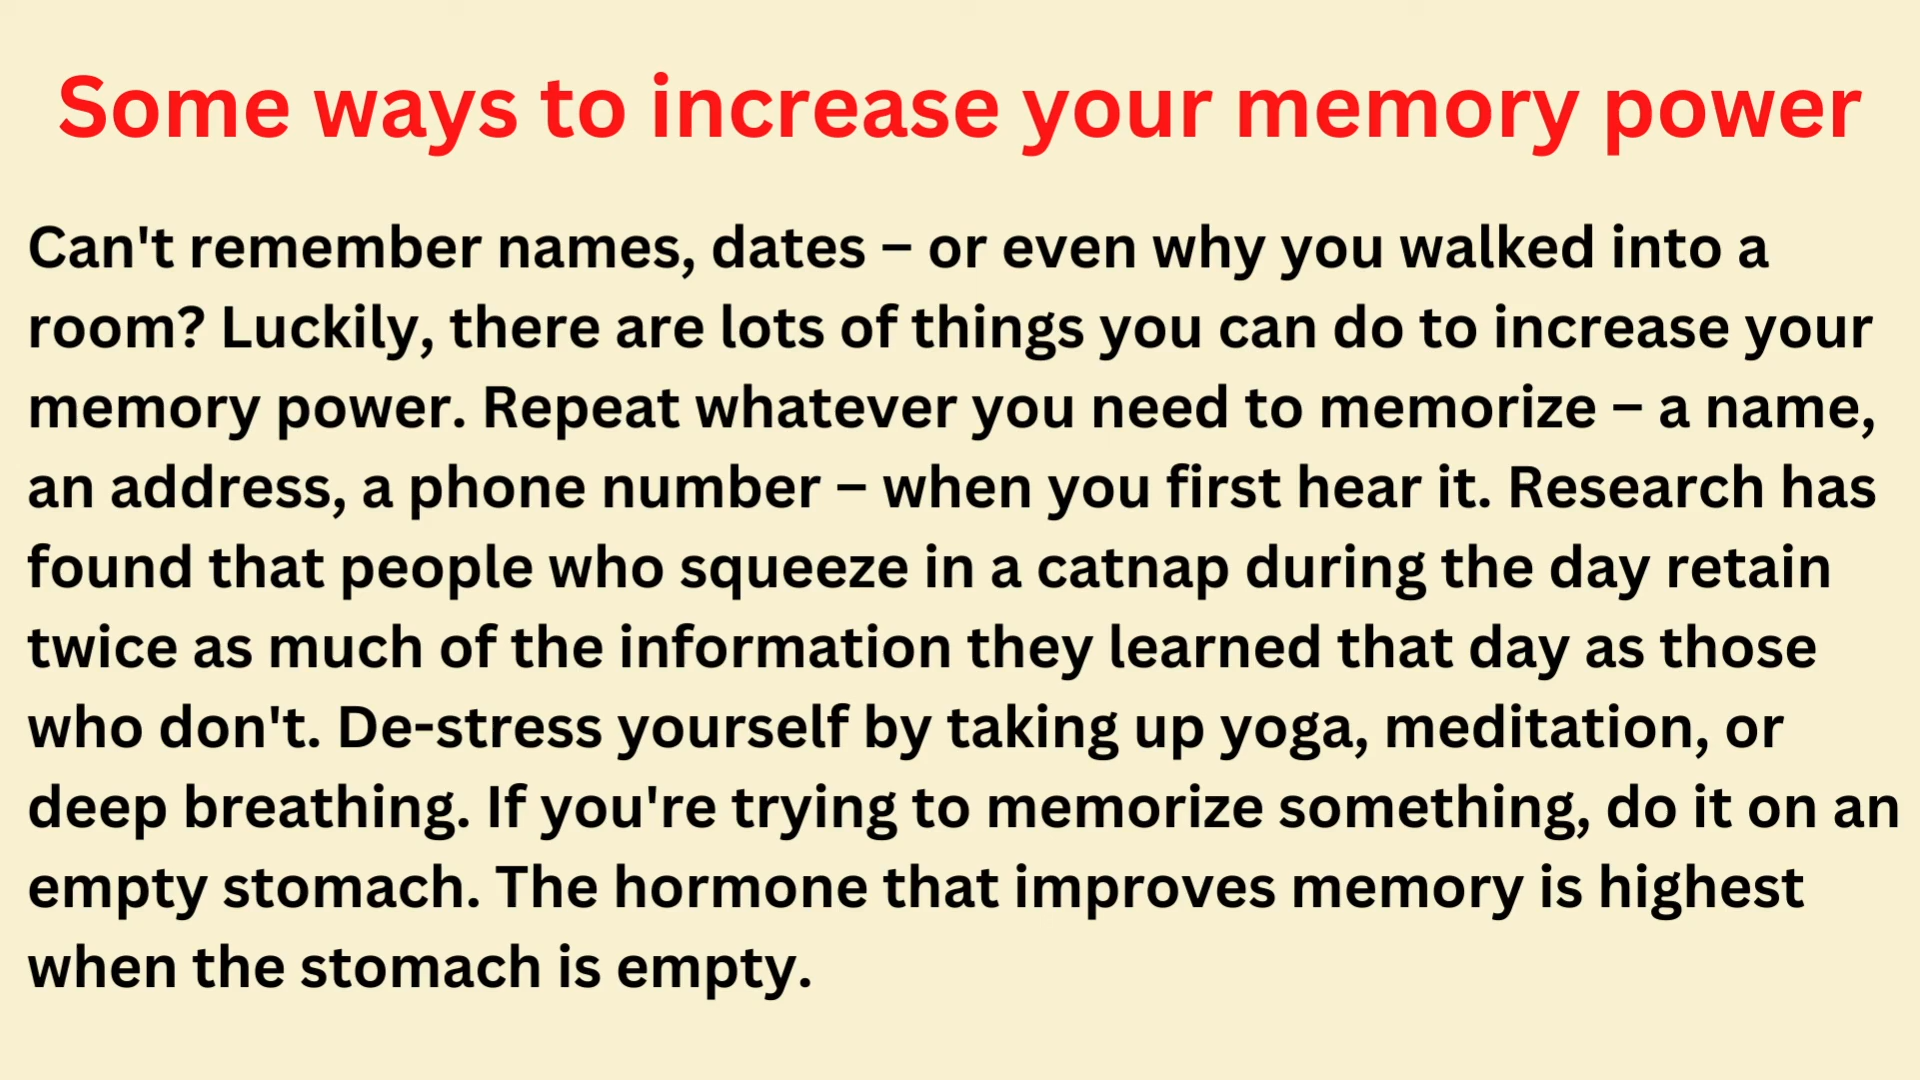 Some ways to increase your memory power
Can't remember names, dates – or even why you walked into a
room? Luckily, there are lots of things you can do to increase your
memory power. Repeat whatever you need to memorize – a name,
an address, a phone number – when you first hear it. Research has
found that people who squeeze in a catnap during the day retain
twice as much of the information they learned that day as those
who don't. De-stress yourself by taking up yoga, meditation, or
deep breathing. If you're trying to memorize something, do it on an
empty stomach. The hormone that improves memory is highest
when the stomach is empty.